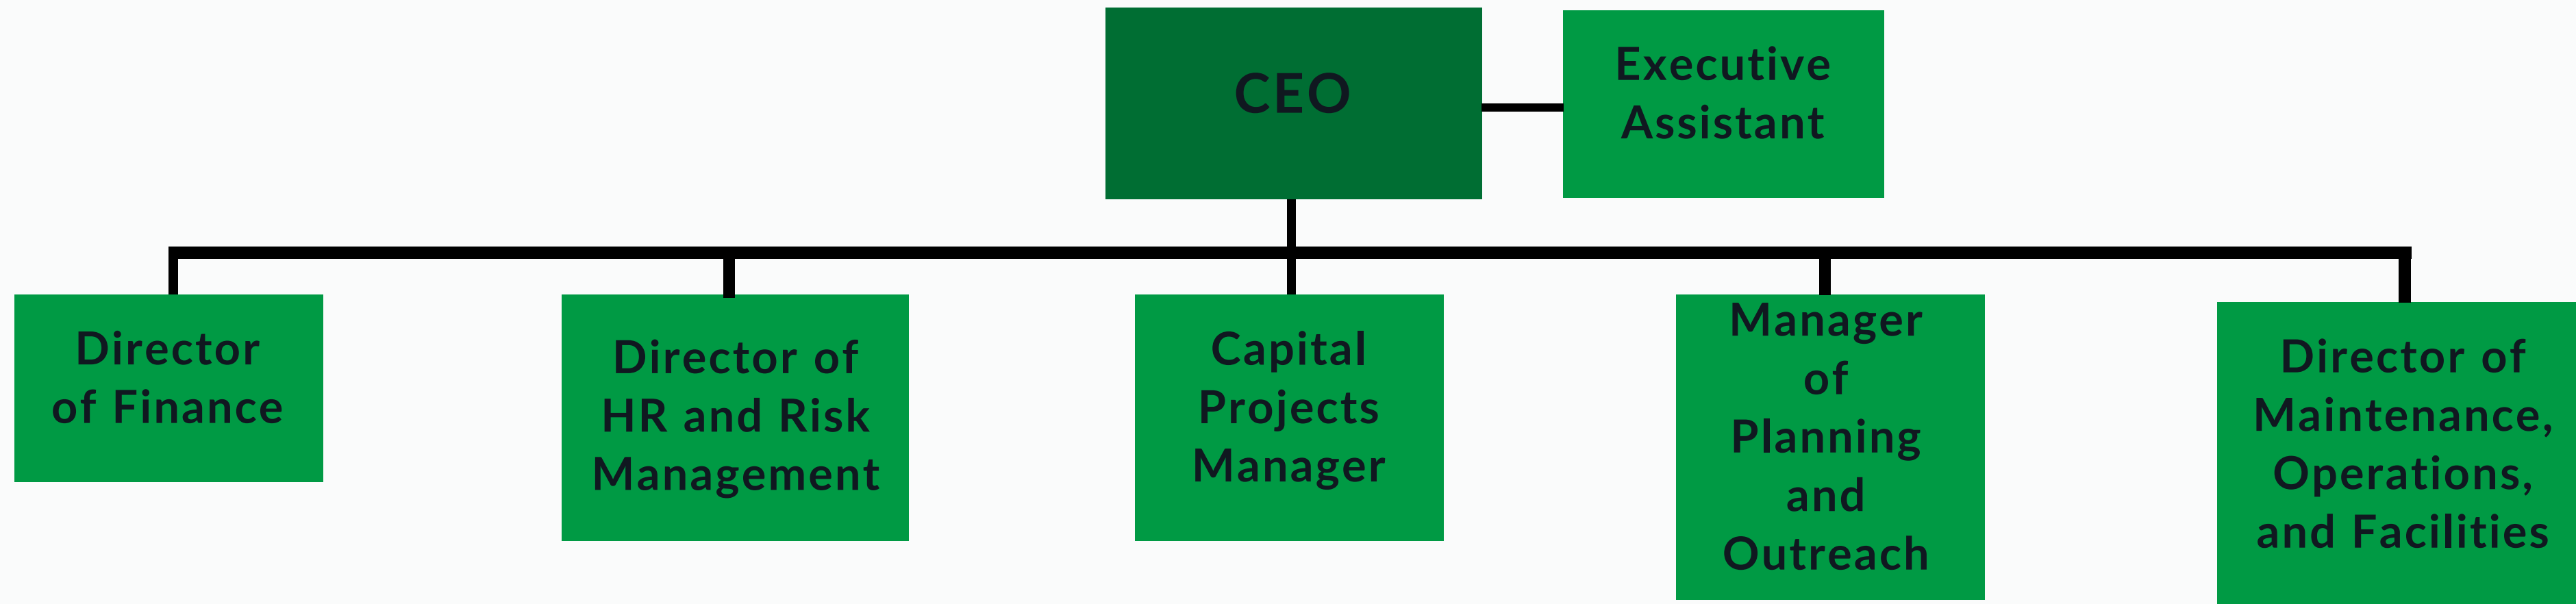 CEO
Executive
Assistant
Director
of Finance
Director of
HR and Risk
Management
Capital
Projects
Manager
Manager
of
Planning
and
Outreach
Director of
Maintenance,
Operations,
and Facilities